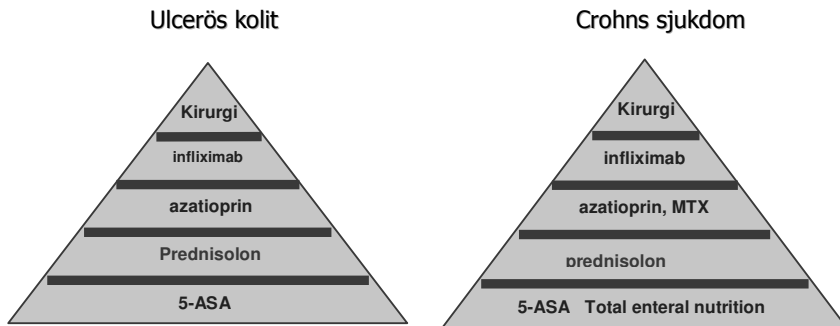 Ulcerös kolit
Kirurgi
infliximab
azatioprin
Prednisolon
5-ASA
Crohns sjukdom
Kirurgi
infliximab
azatioprin, MTX
prednisolon
5-ASA Total enteral nutrition